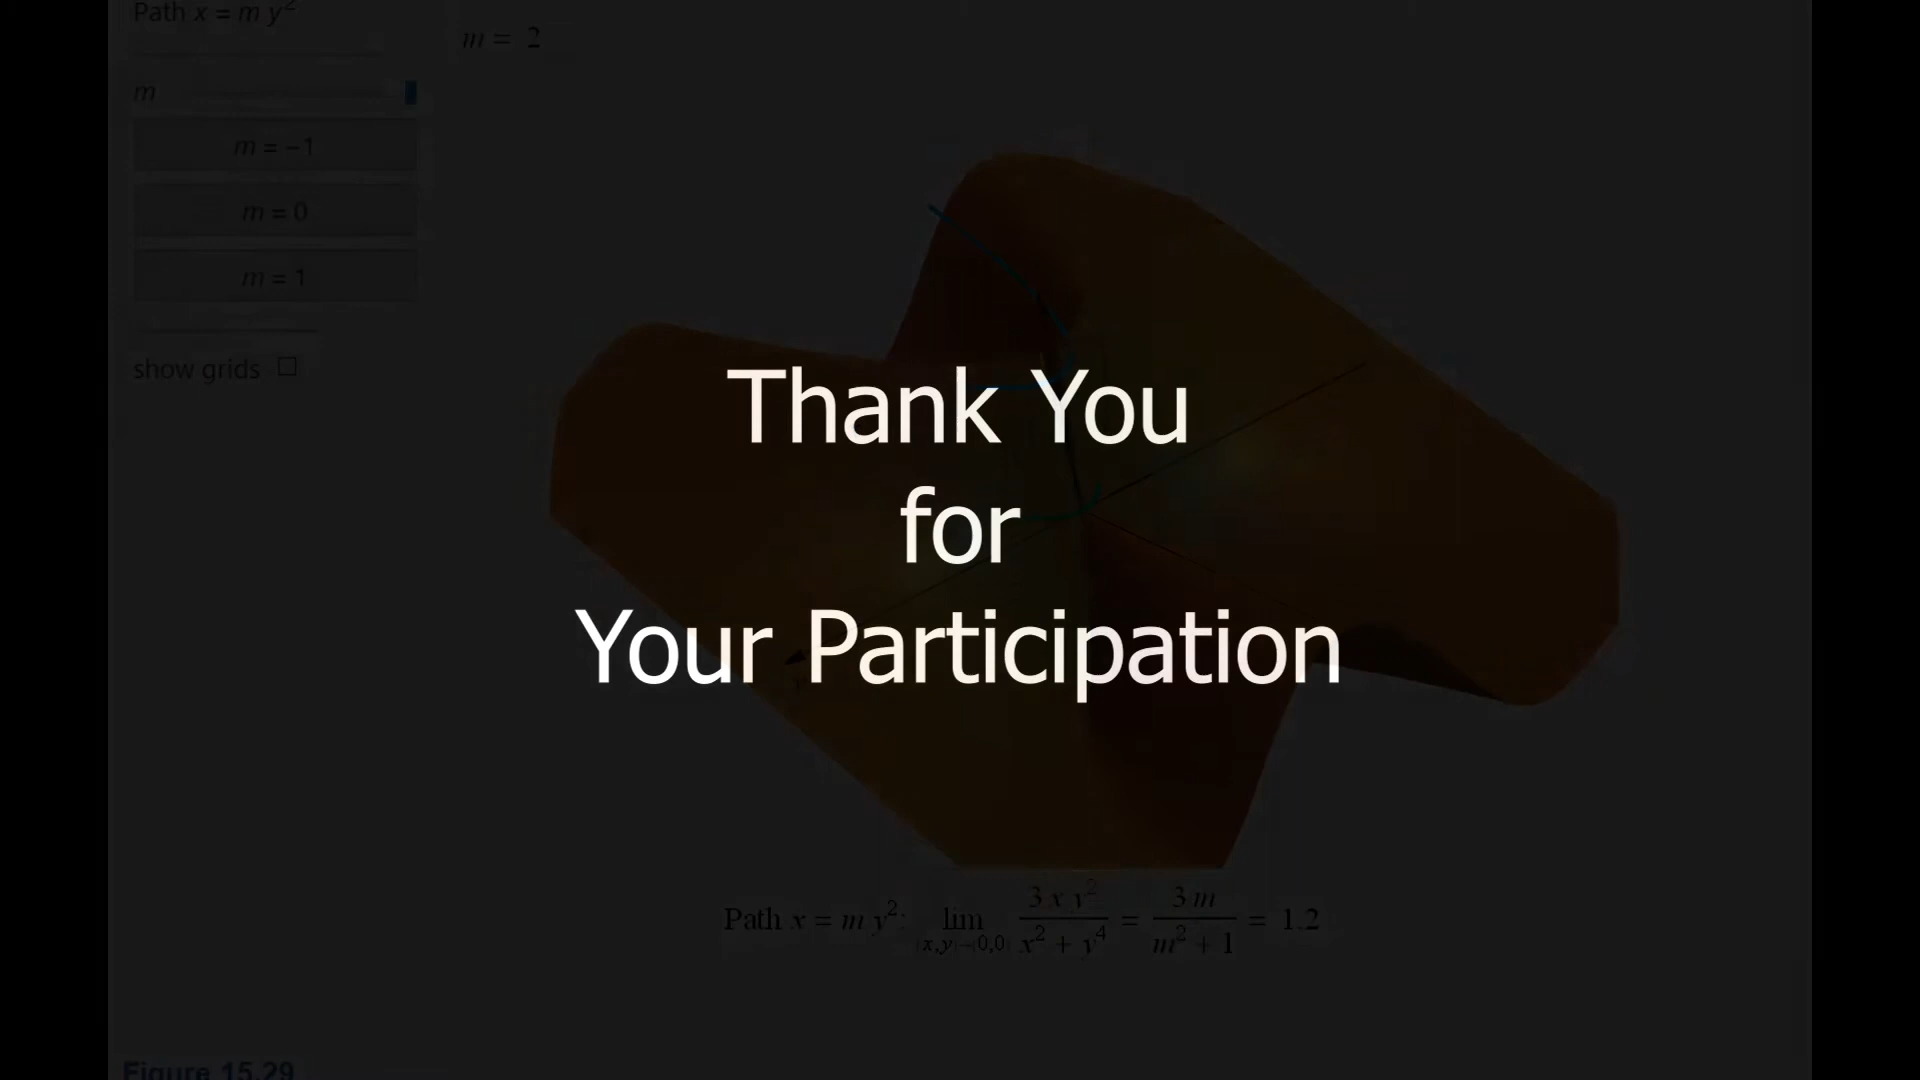 Path x = m y²
m = 2
m
m = −1
m = 0
m = 1
show grids
Thank You
for
Your Participation
Path x = m y²: lim (x,y)→(0,0) 3 x y² / x² + y⁴ = 3 m / m² + 1 = 1.2
Figure 15.29